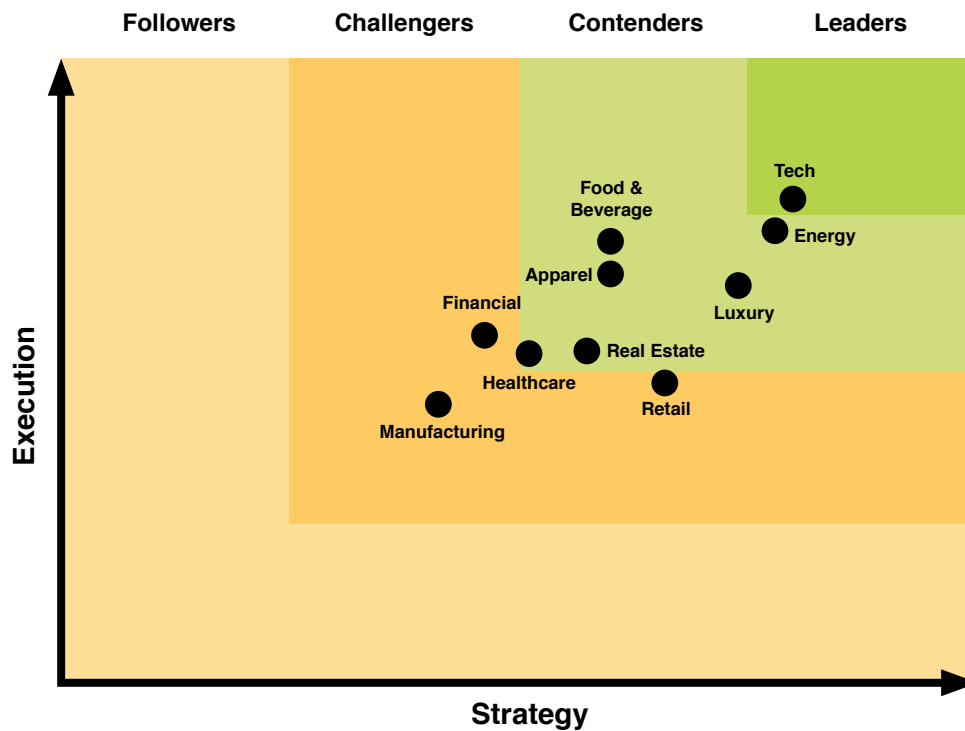 Followers
Challengers
Contenders
Leaders
Tech
Food &
Beverage
Energy
Apparel
Financial
Luxury
Real Estate
Healthcare
Retail
Manufacturing
Execution
Strategy